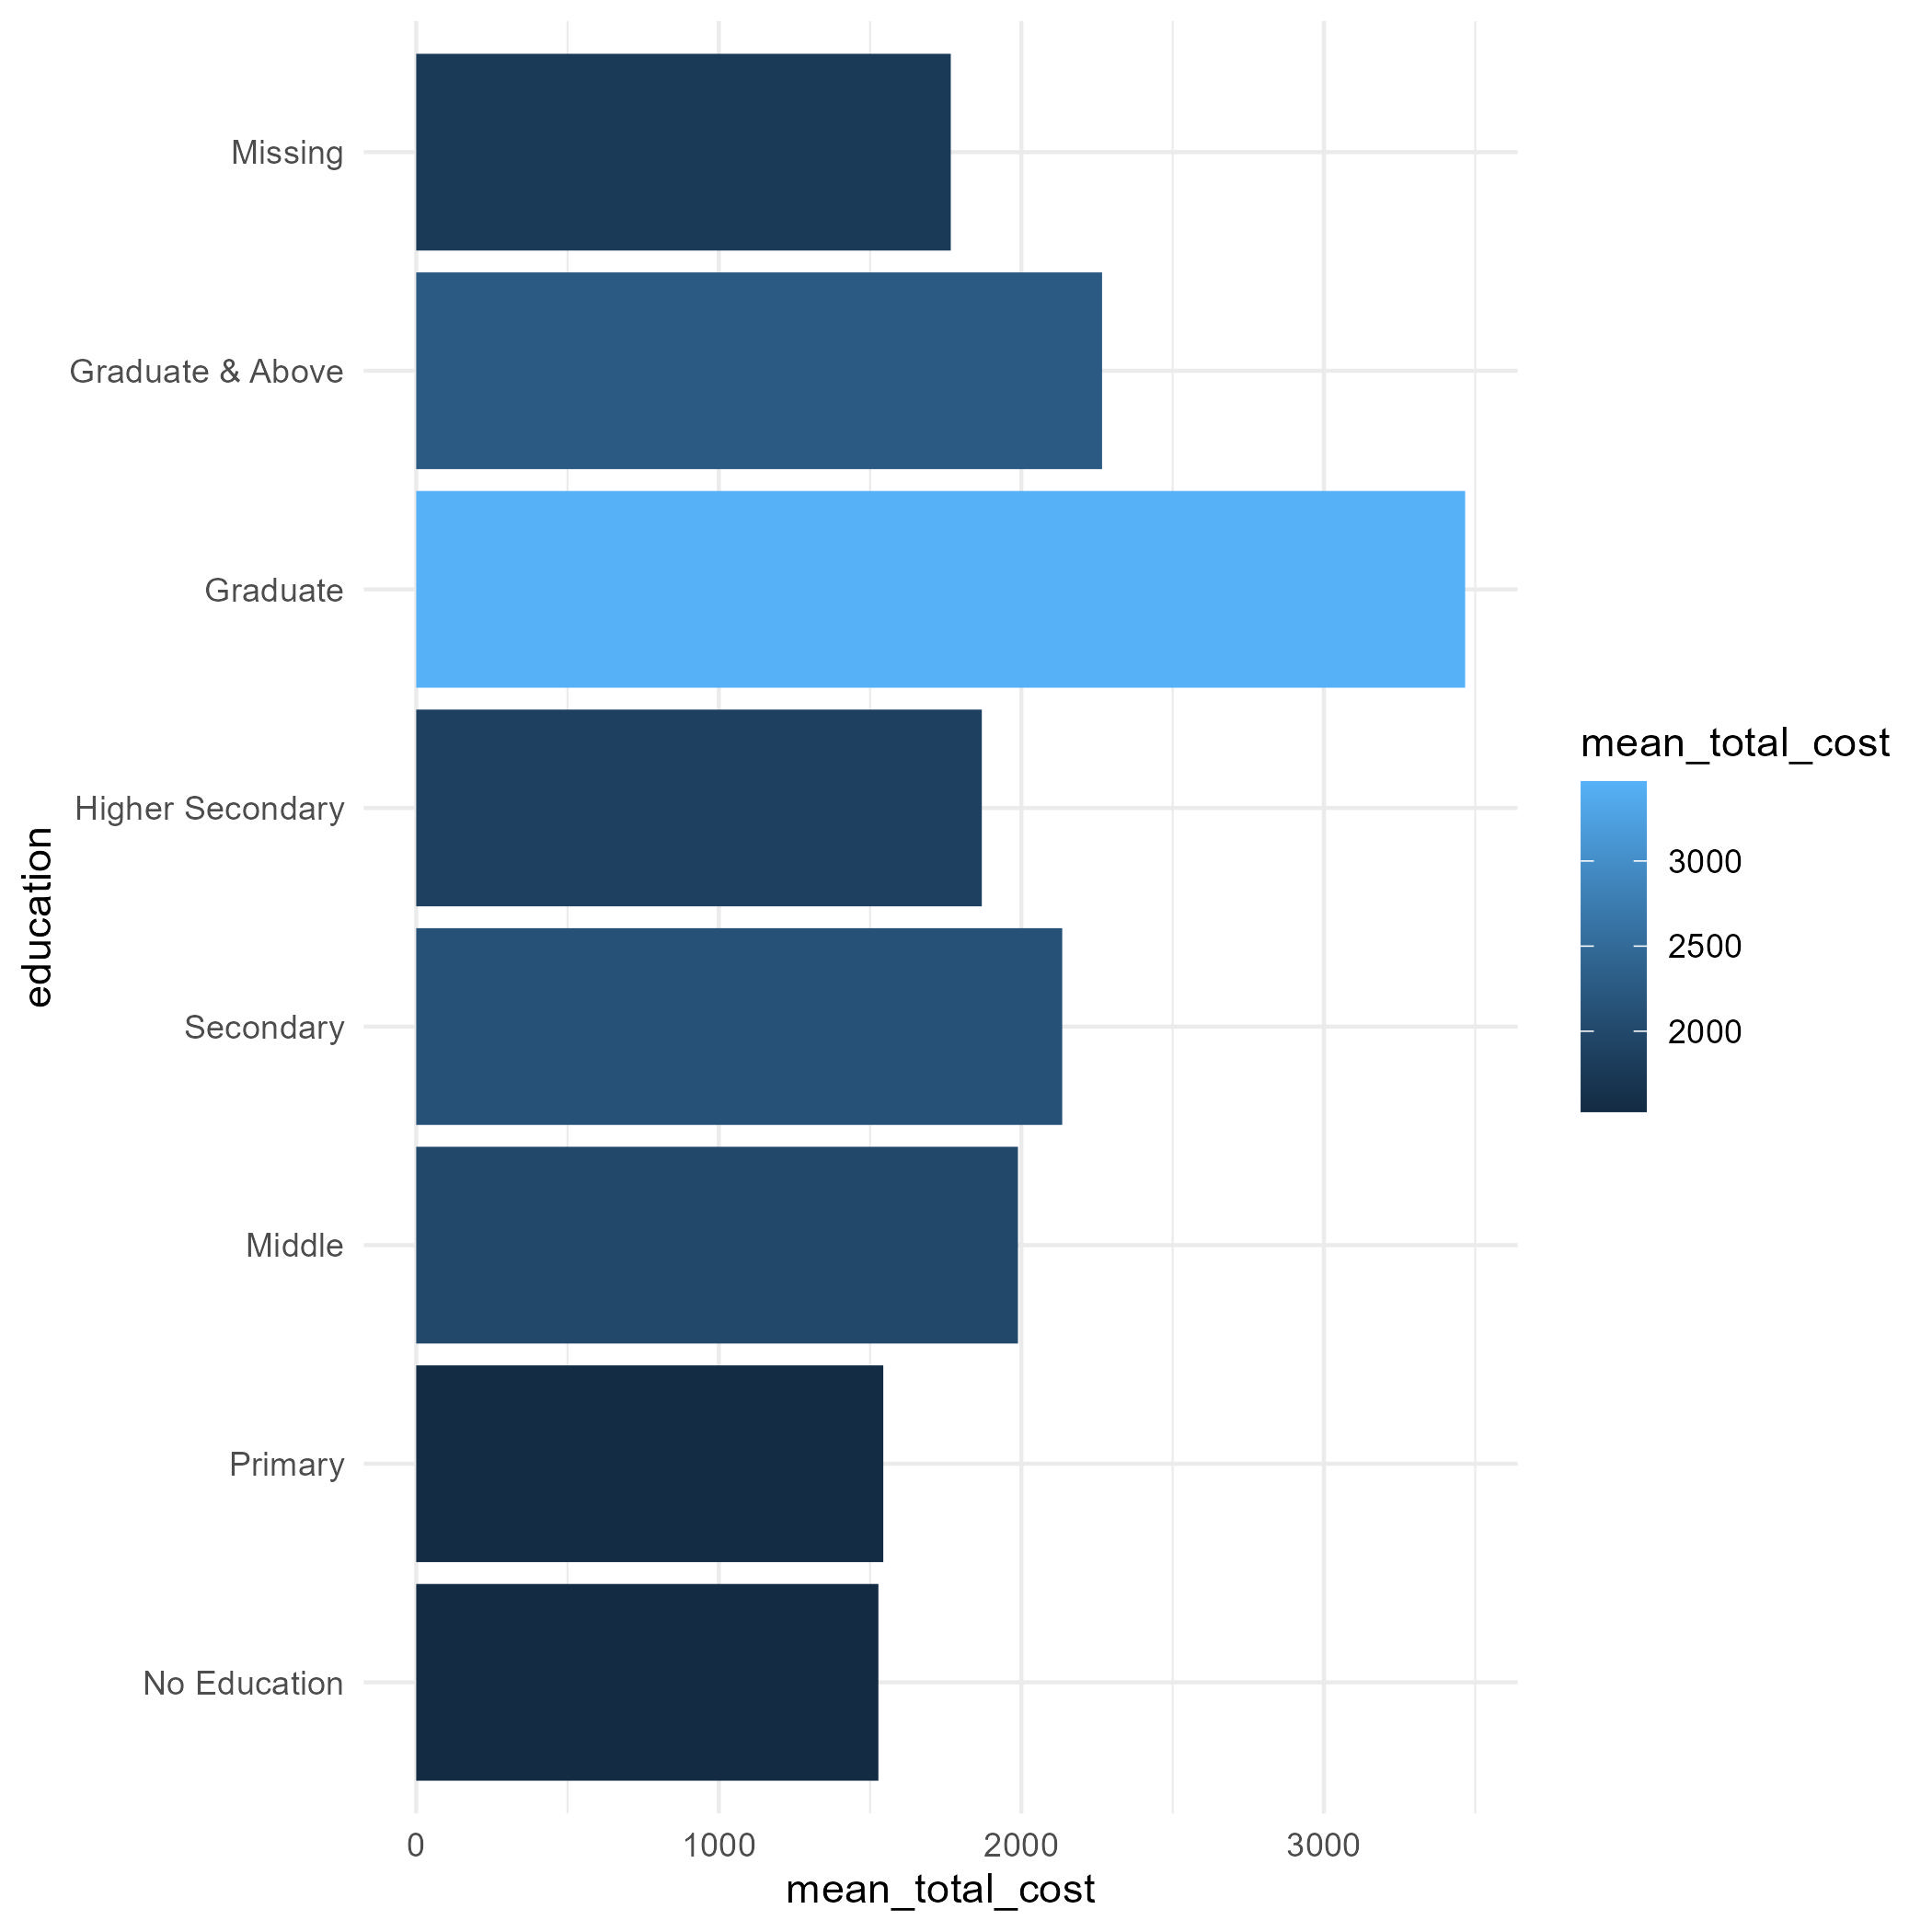 Missing
Graduate & Above
Graduate
Higher Secondary
Secondary
Middle
Primary
No Education
education
0 1000 2000 3000
mean_total_cost
mean_total_cost
3000
2500
2000